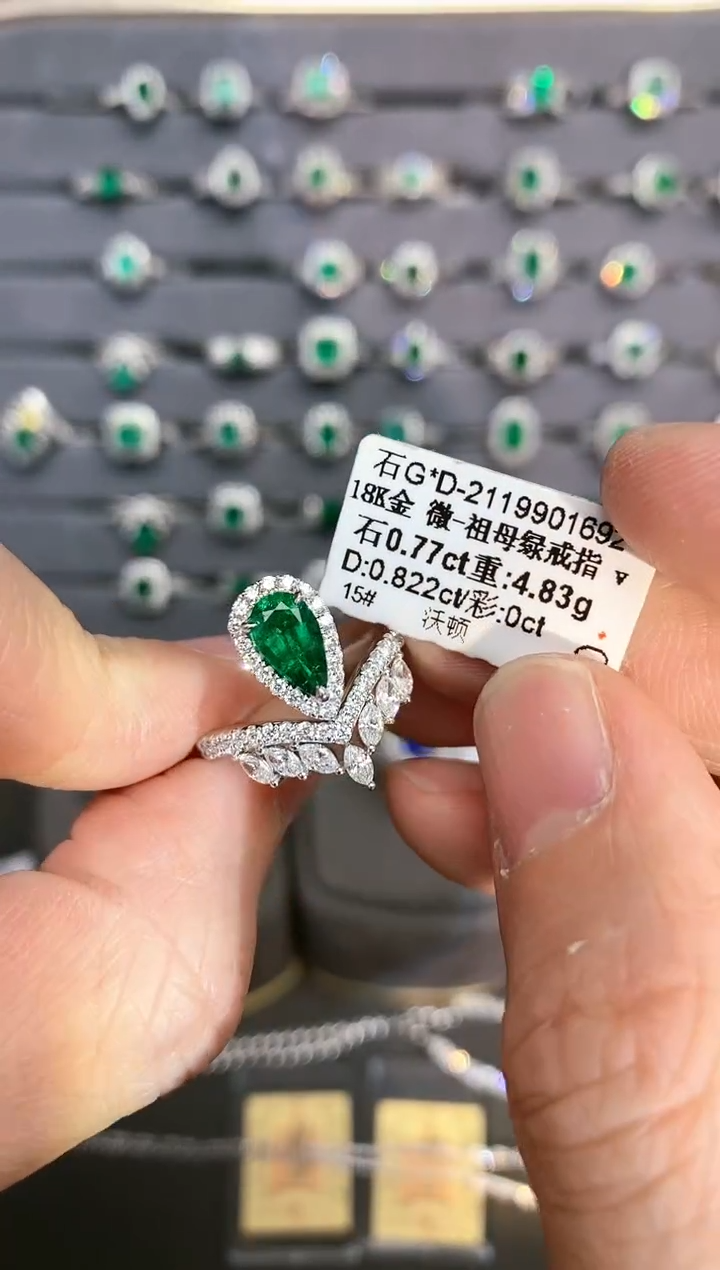 石G*D-2119901692
18K金 微-祖母绿戒指
石0.77ct重:4.83g
D:0.822ct/彩:0ct
15# 沃顿